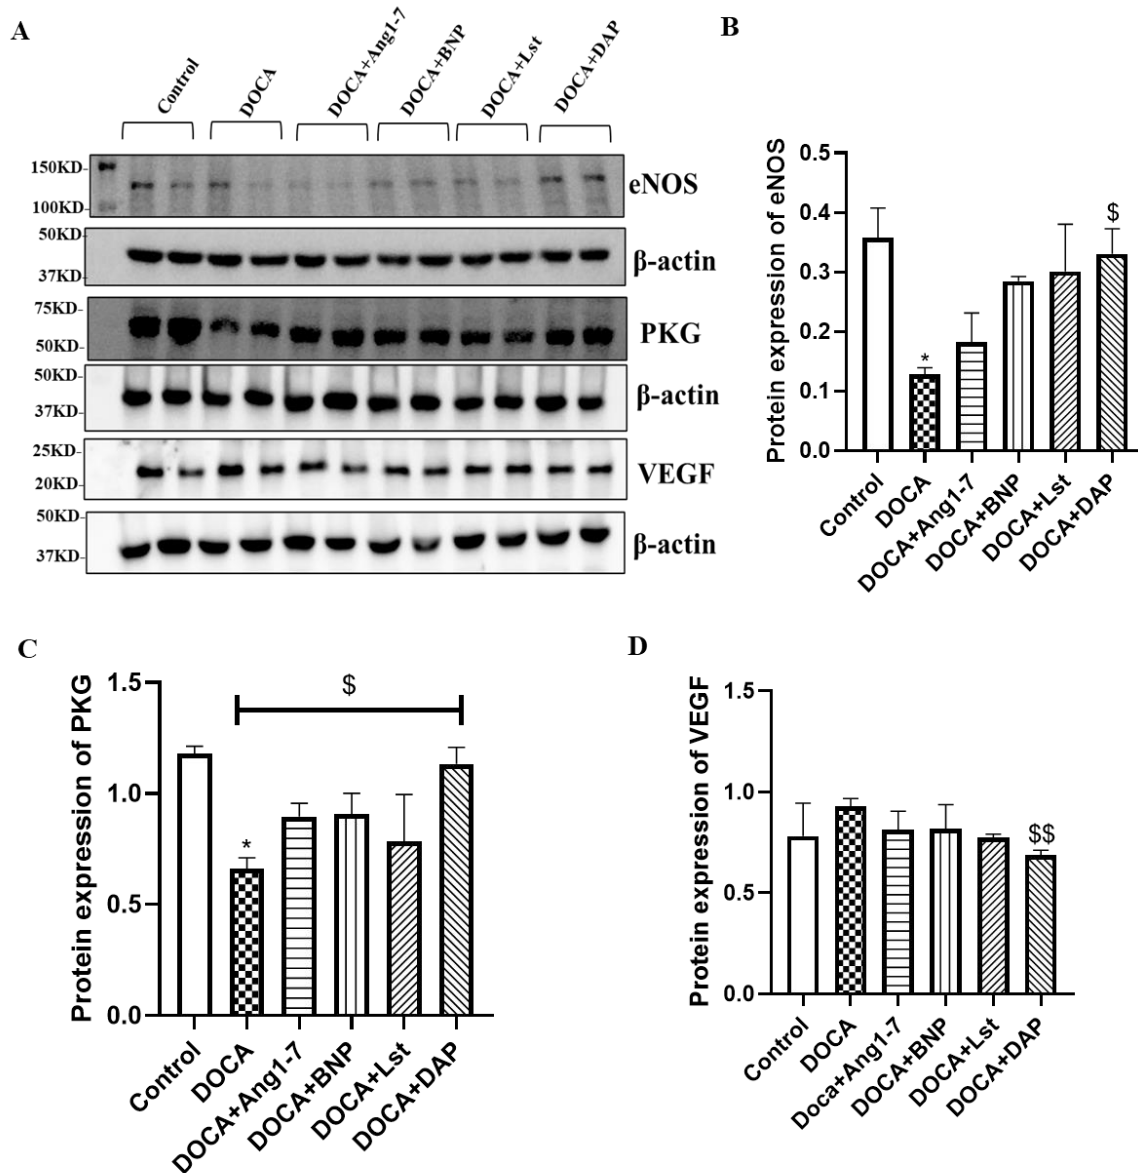 A
Control
DOCA
DOCA+Ang1-7
DOCA+BNP
DOCA+Lst
DOCA+DAP
150KD-
100KD-
eNOS
50KD-
37KD-
β-actin
75KD-
50KD-
PKG
50KD-
37KD-
β-actin
25KD-
20KD-
VEGF
50KD-
37KD-
β-actin
B
Protein expression of eNOS
0.5
0.4
0.3
0.2
0.1
0.0
*
$
Control
DOCA
DOCA+Ang1-7
DOCA+BNP
DOCA+Lst
DOCA+DAP
C
Protein expression of PKG
1.5
1.0
0.5
0.0
$
*
Control
DOCA
DOCA+Ang1-7
DOCA+BNP
DOCA+Lst
DOCA+DAP
D
Protein expression of VEGF
1.5
1.0
0.5
0.0
$$
Control
DOCA
Doca+Ang1-7
DOCA+BNP
DOCA+Lst
DOCA+DAP